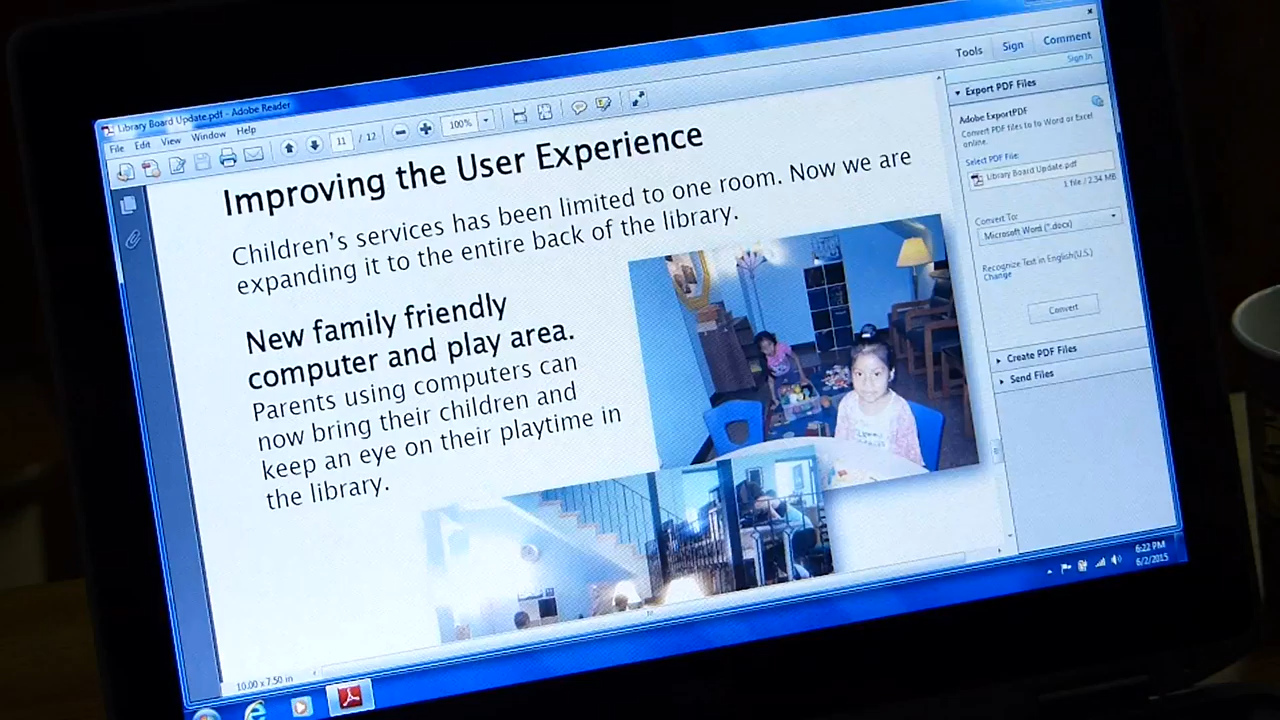 Library Board Update.pdf - Adobe Reader
File Edit View Window Help
Tools Sign Comment
11 / 12
100%
Sign In
Improving the User Experience
Children's services has been limited to one room. Now we are
expanding it to the entire back of the library.
New family friendly
computer and play area.
Parents using computers can
now bring their children and
keep an eye on their playtime in
the library.
Export PDF Files
Adobe ExportPDF
Convert PDF files to to Word or Excel
online.
Select PDF File:
Library Board Update.pdf
1 file / 2.34 MB
Convert To:
Microsoft Word (*.docx)
Recognize Text in English(U.S.)
Change
Convert
Create PDF Files
Send Files
10.00 x 7.50 in
6:22 PM
6/2/2015